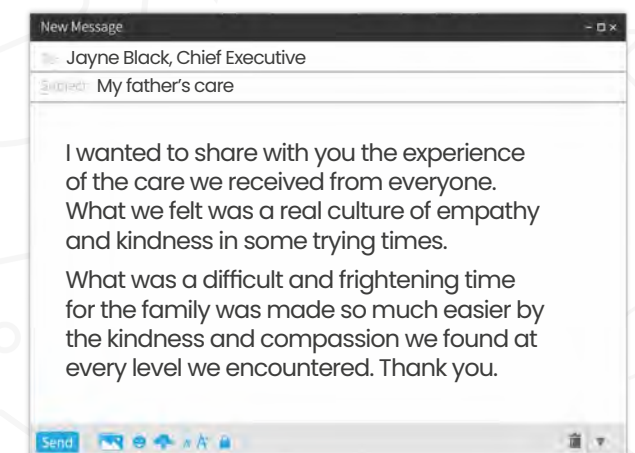 New Message
To: Jayne Black, Chief Executive
Subject: My father's care
I wanted to share with you the experience
of the care we received from everyone.
What we felt was a real culture of empathy
and kindness in some trying times.
What was a difficult and frightening time
for the family was made so much easier by
the kindness and compassion we found at
every level we encountered. Thank you.
Send